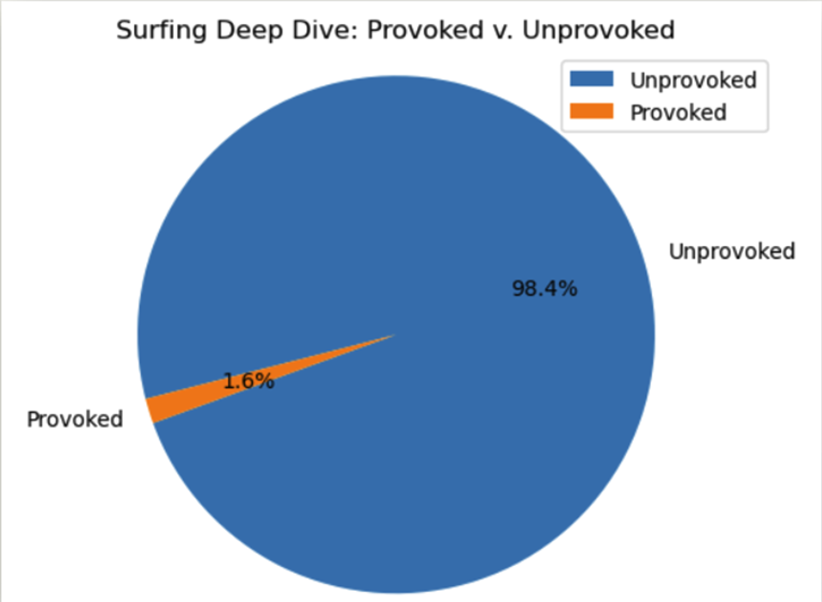 Surfing Deep Dive: Provoked v. Unprovoked
Unprovoked
Provoked
Unprovoked
98.4%
1.6%
Provoked